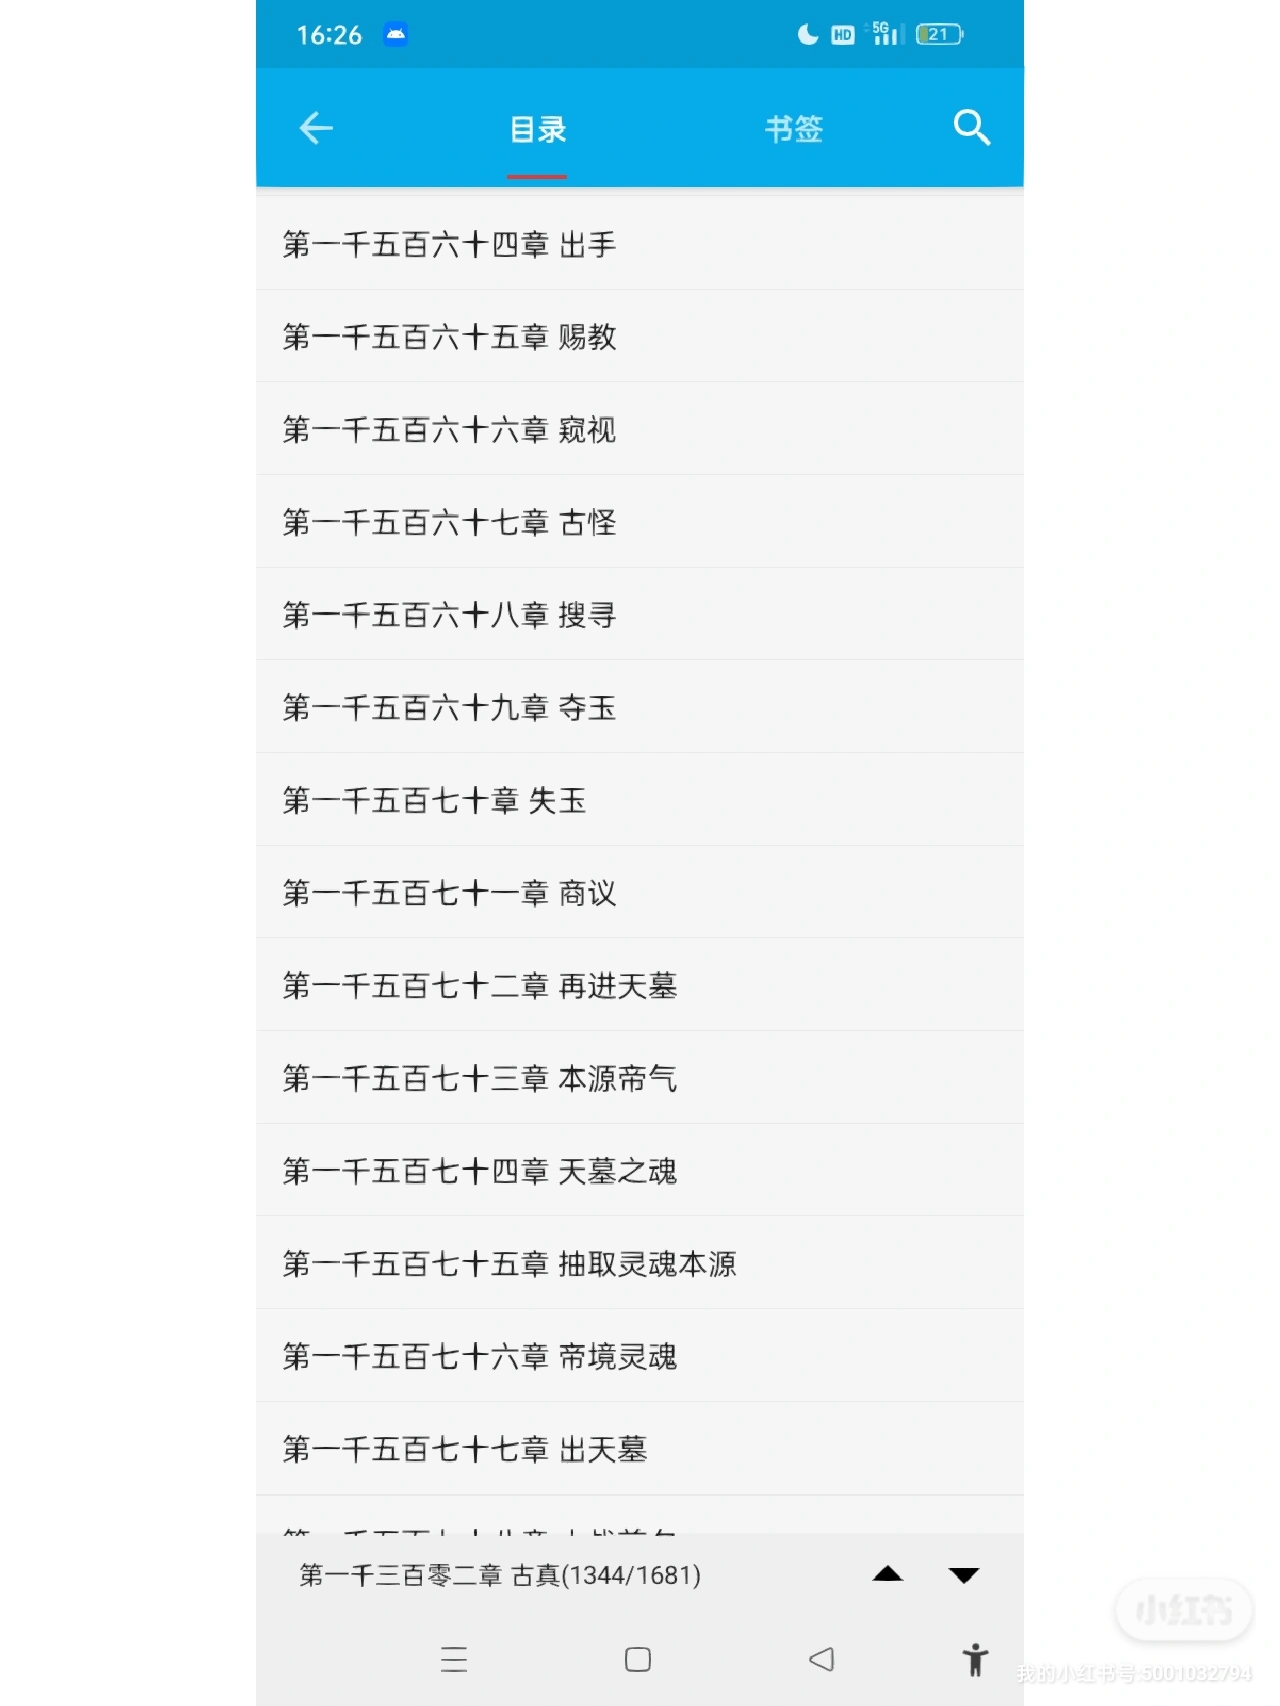 16:26 HD 5G 21
目录 书签
第一千五百六十四章 出手
第一千五百六十五章 赐教
第一千五百六十六章 窥视
第一千五百六十七章 古怪
第一千五百六十八章 搜寻
第一千五百六十九章 夺玉
第一千五百七十章 失玉
第一千五百七十一章 商议
第一千五百七十二章 再进天墓
第一千五百七十三章 本源帝气
第一千五百七十四章 天墓之魂
第一千五百七十五章 抽取灵魂本源
第一千五百七十六章 帝境灵魂
第一千五百七十七章 出天墓
第一千三百零二章 古真(1344/1681)
小红书
我的小红书号:5001032794